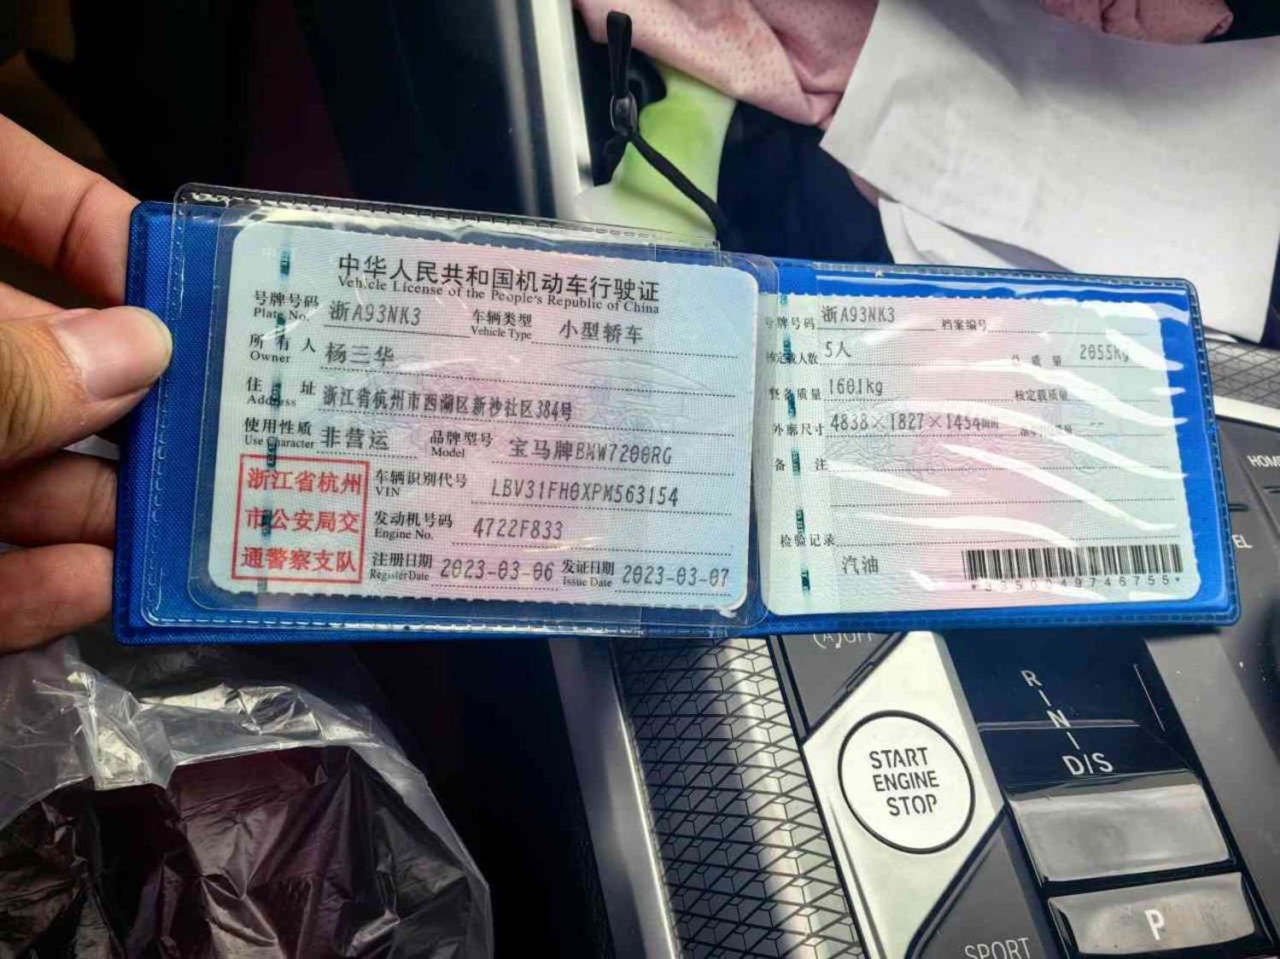 中华人民共和国机动车行驶证
Vehicle License of the People's Republic of China
号牌号码 浙A93NK3 车辆类型 小型轿车
Plate No. Vehicle Type
所有人 杨三华
Owner
住址 浙江省杭州市西湖区新沙社区384号
Address
使用性质 非营运 品牌型号 宝马牌BMW7200RG
Use Character Model
浙江省杭州
市公安局交
通警察支队
车辆识别代号 LBV31FH0XPM563154
VIN
发动机号码 4722F833
Engine No.
注册日期 2023-03-06 发证日期 2023-03-07
Register Date Issue Date
号牌号码 浙A93NK3 档案编号
核定载人数 5人 总质量 2055kg
整备质量 1601kg 核定载质量
外廓尺寸 4838×1827×1454mm --
备注
检验记录
汽油
HOME
EL
(A)OFF
START
ENGINE
STOP
R
N
D/S
P
SPORT